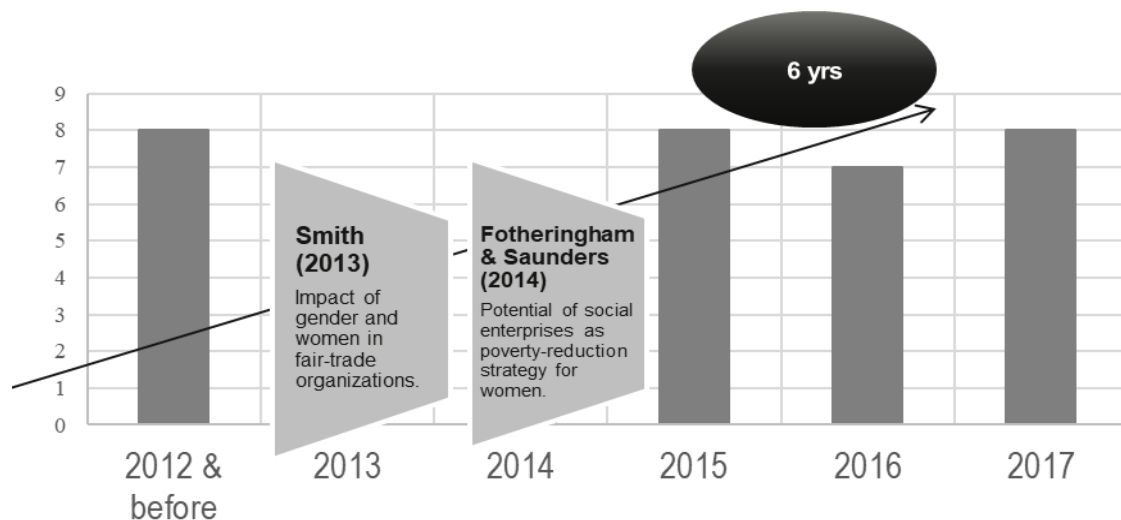 6 yrs
9
8
7
6
5
4
3
2
1
0
Smith
(2013)
Impact of
gender and
women in
fair-trade
organizations.
Fotheringham
& Saunders
(2014)
Potential of social
enterprises as
poverty-reduction
strategy for
women.
2012 &
before
2013
2014
2015
2016
2017